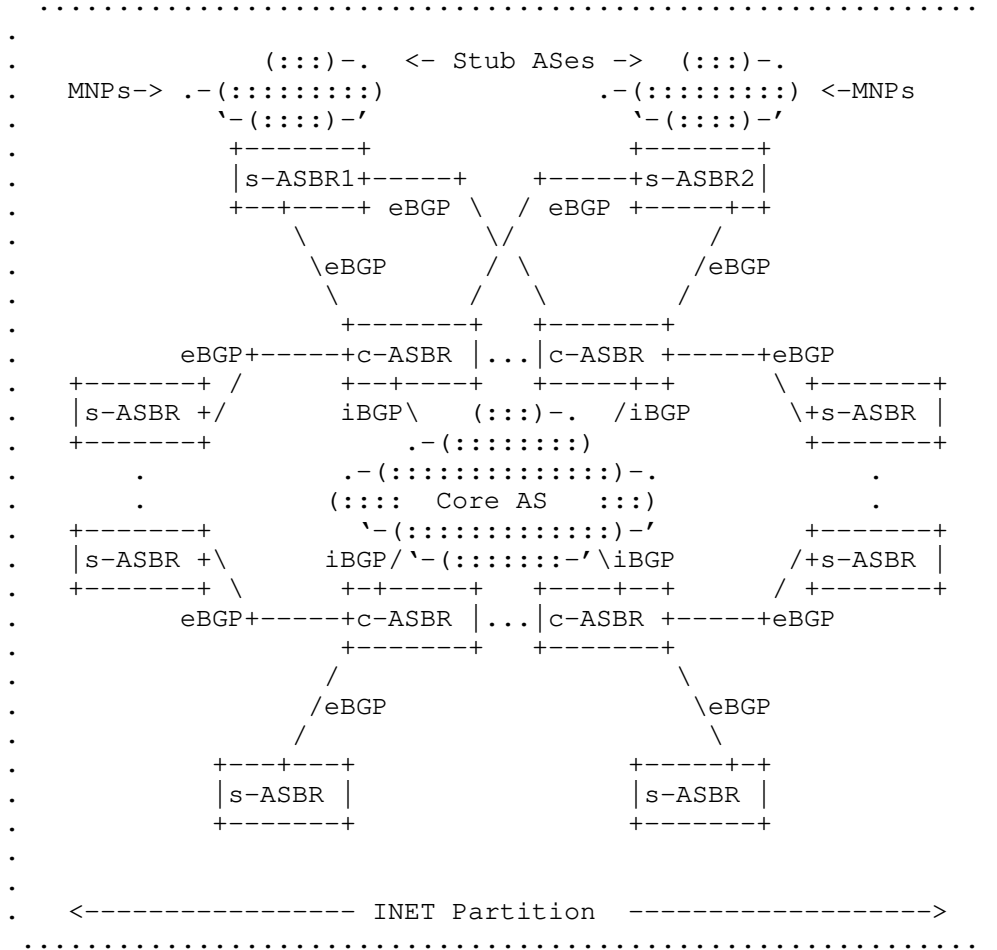 (:::)-.  <- Stub ASes ->  (:::)-.
MNPs-> .-(:::::::::)                .-(:::::::::) <-MNPs
`-(::::)-'                    `-(::::)-'
+-------+                     +-------+
|s-ASBR1+-----+     +-----+s-ASBR2|
+--+----+ eBGP \   / eBGP +-----+-+
\            \/             /
\eBGP       / \          /eBGP
\         /   \         /
+-------+   +-------+
eBGP+-----+c-ASBR |...|c-ASBR +-----+eBGP
+-------+ /      +--+----+   +-----+-+      \ +-------+
|s-ASBR +/       iBGP\   (:::)-.  /iBGP       \+s-ASBR |
+-------+            .-(::::::::)              +-------+
.            .-(::::::::::::::)-.               .
.           (::::  Core AS   :::)               .
+-------+         `-(:::::::::::::)-'          +-------+
|s-ASBR +\      iBGP/`-(:::::::-'\iBGP       /+s-ASBR |
+-------+ \      +-+-----+   +----+--+      / +-------+
eBGP+-----+c-ASBR |...|c-ASBR +-----+eBGP
+-------+   +-------+
/                       \
/eBGP                    \eBGP
/                           \
+---+---+                   +-----+-+
|s-ASBR |                   |s-ASBR |
+-------+                   +-------+
<----------------- INET Partition  ------------------->